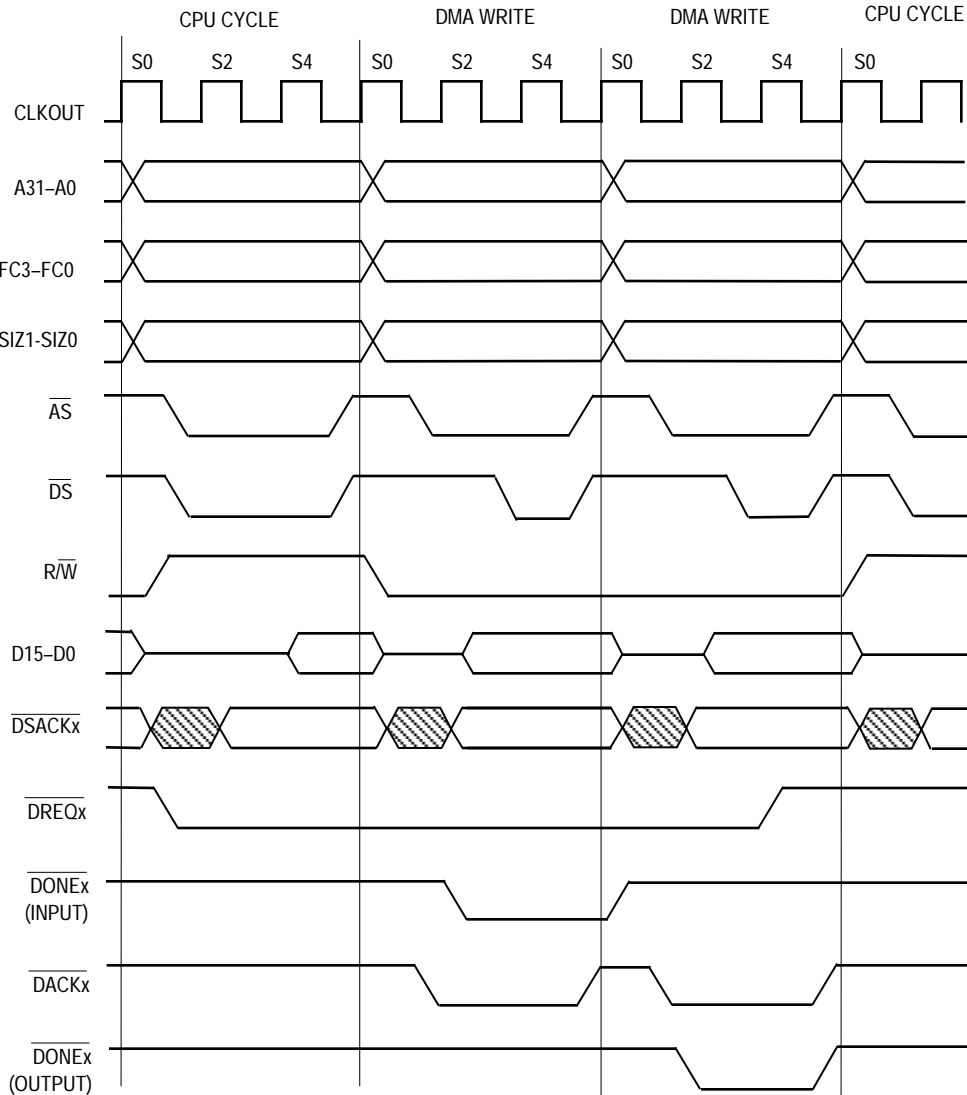 CPU CYCLE DMA WRITE DMA WRITE CPU CYCLE
S0 S2 S4 S0 S2 S4 S0 S2 S4 S0
CLKOUT
A31–A0
FC3–FC0
SIZ1-SIZ0
AS
DS
R/W
D15–D0
DSACKx
DREQx
DONEx
(INPUT)
DACKx
DONEx
(OUTPUT)